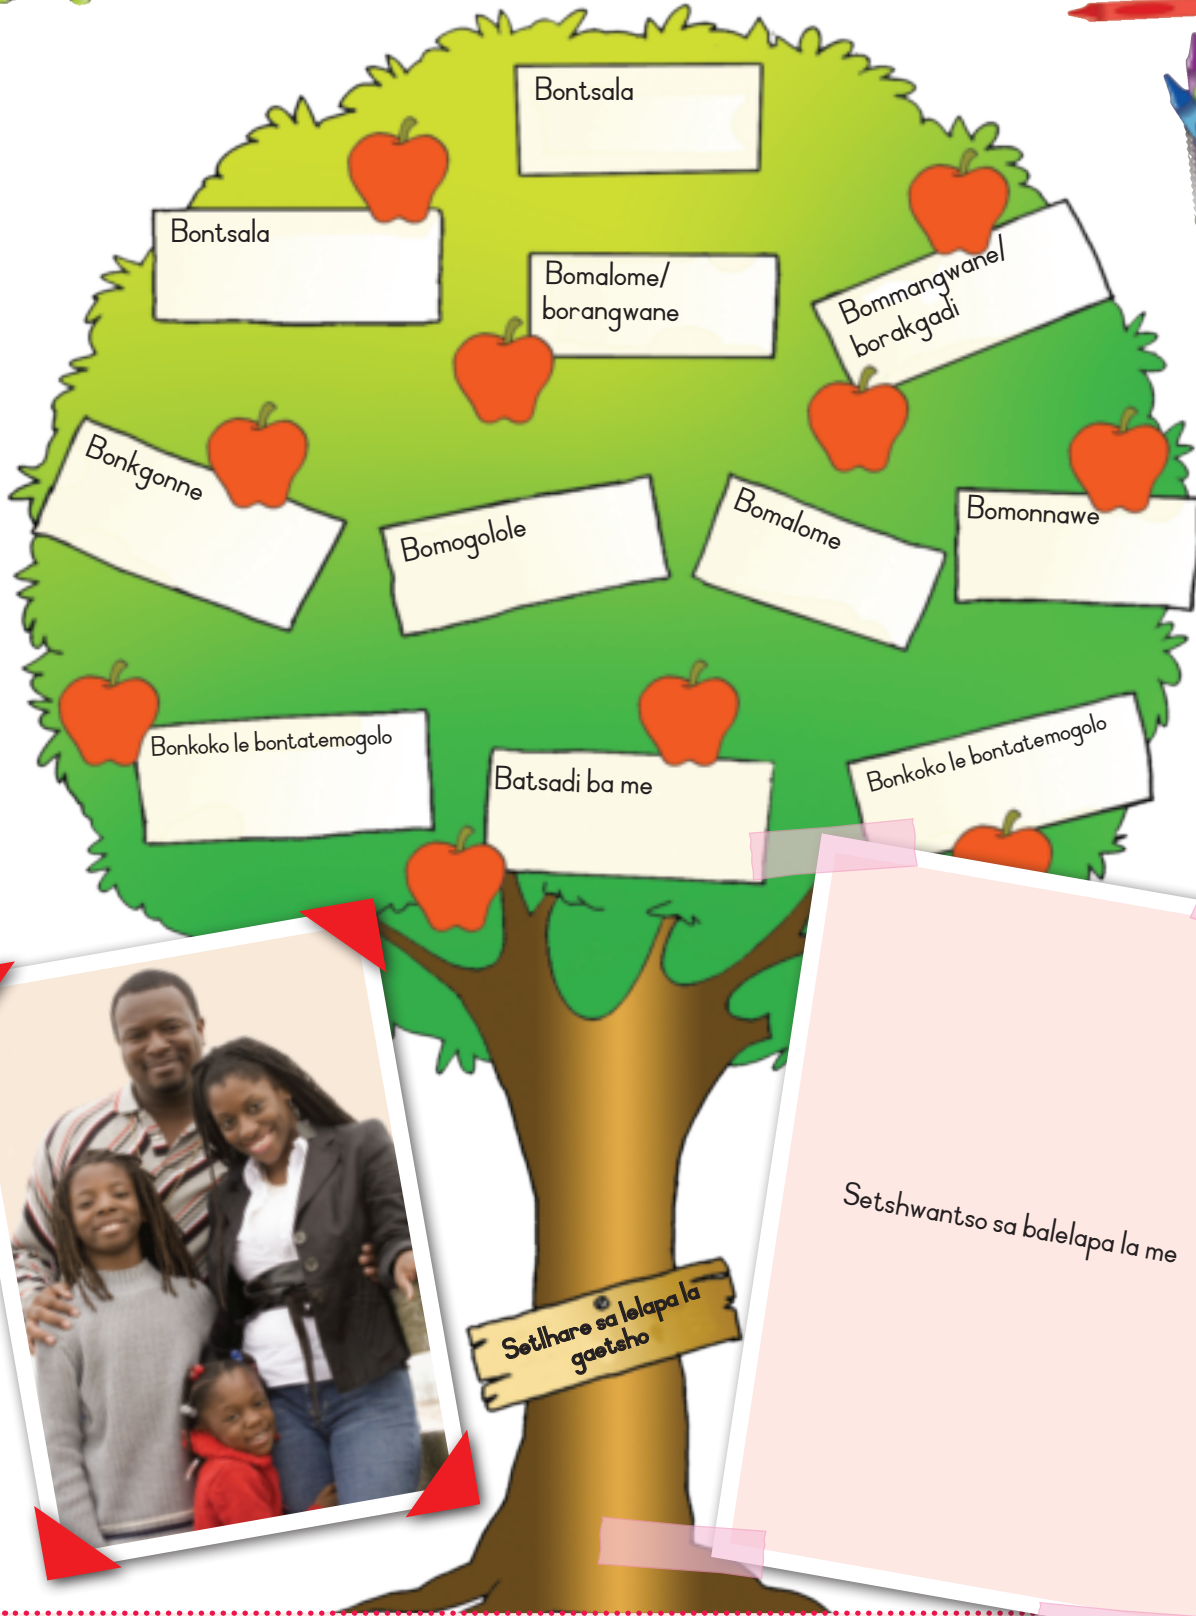 Bontsala
Bontsala
Bomalome/
borangwane
Bommangwane/
borakgadi
Bonkgonne
Bomogolole
Bomalome
Bomonnawe
Bonkoko le bontatemogolo
Batsadi ba me
Bonkoko le bontatemogolo
Setshwantso sa balelapa la me
Setlhare sa lelapa la
gaetsho